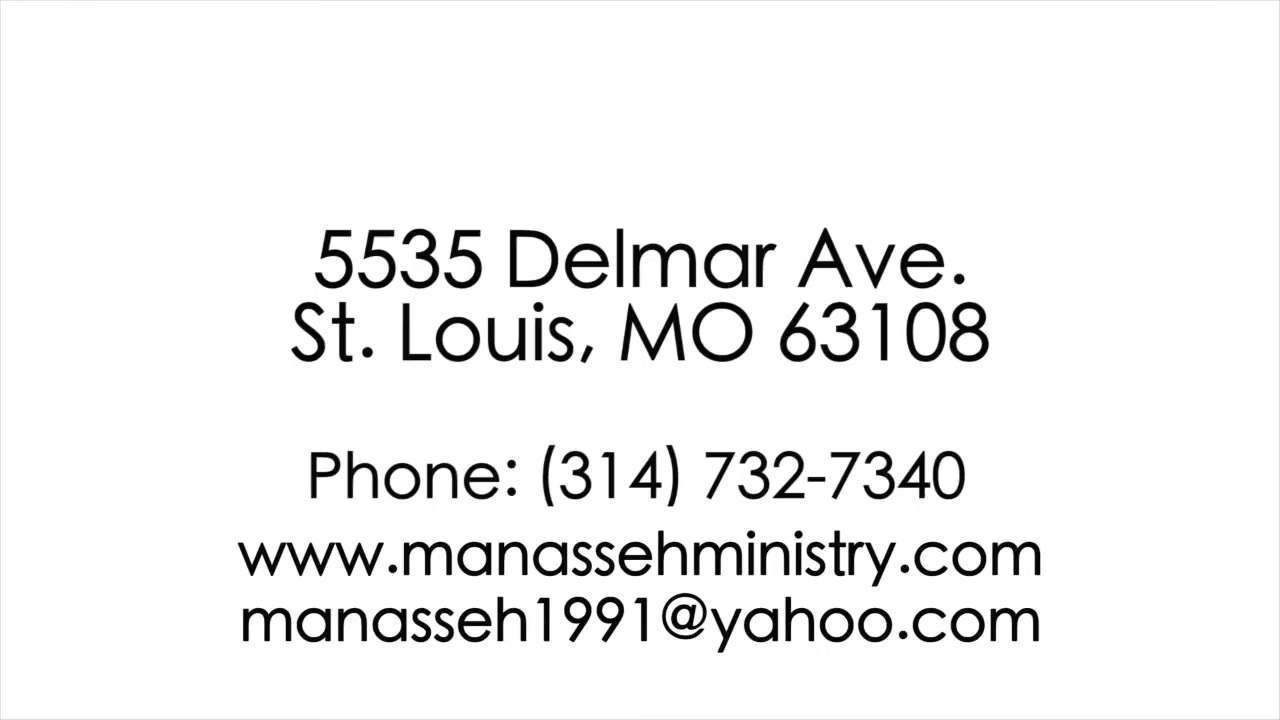 5535 Delmar Ave.
St. Louis, MO 63108
Phone: (314) 732-7340
www.manassehministry.com
manasseh1991@yahoo.com